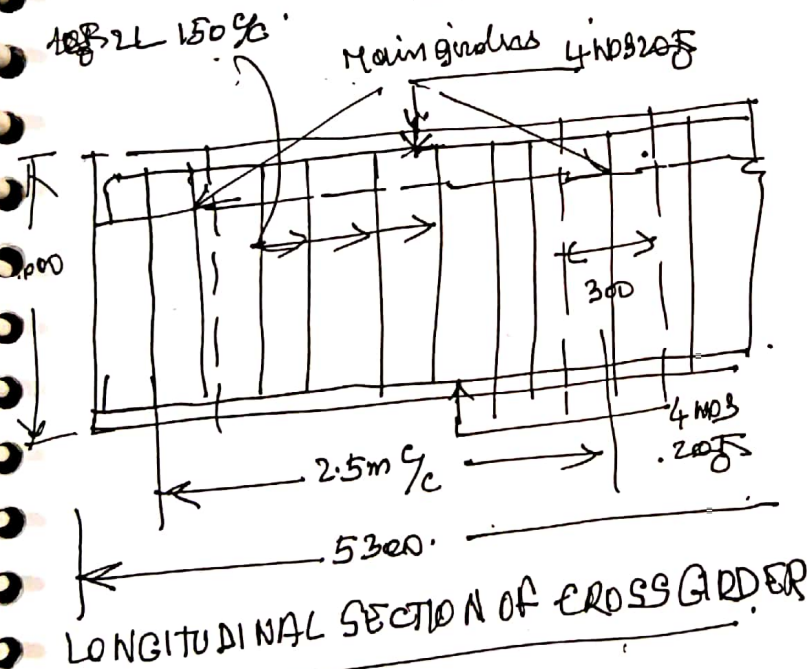 2L 150 c/c
Main girders 4 NOS 20
.000
300
4 NOS
20
2.5m c/c
5300.
LONGITUDINAL SECTION OF CROSS GIRDER